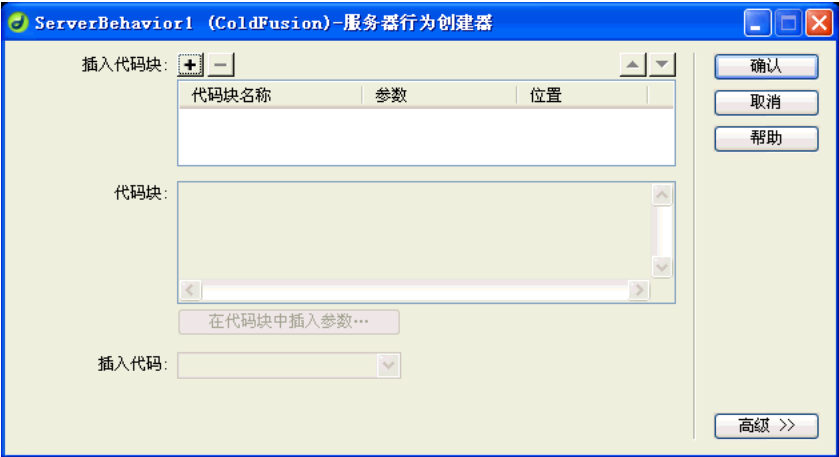 ServerBehavior1 (ColdFusion)-服务器行为创建器
插入代码块:
确认
代码块名称 参数 位置
取消
帮助
代码块:
在代码块中插入参数…
插入代码:
高级 >>